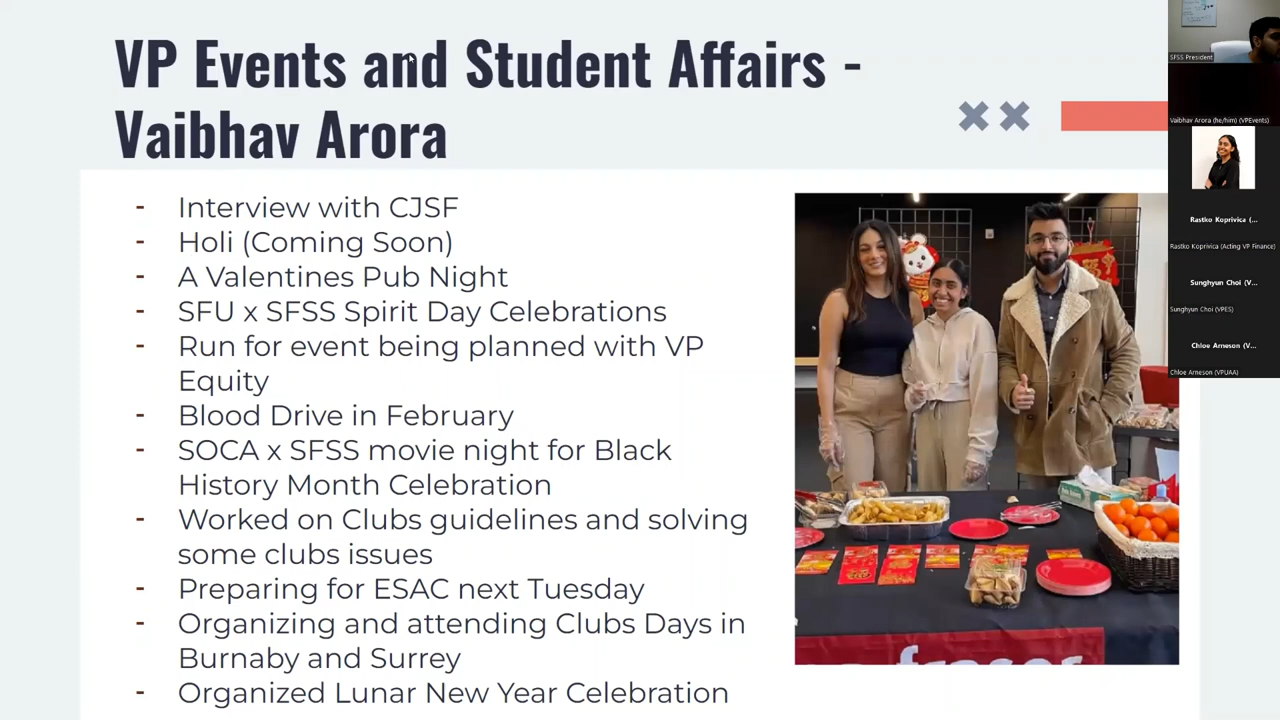 VP Events and Student Affairs -
Vaibhav Arora
- Interview with CJSF
- Holi (Coming Soon)
- A Valentines Pub Night
- SFU x SFSS Spirit Day Celebrations
- Run for event being planned with VP
Equity
- Blood Drive in February
- SOCA x SFSS movie night for Black
History Month Celebration
- Worked on Clubs guidelines and solving
some clubs issues
- Preparing for ESAC next Tuesday
- Organizing and attending Clubs Days in
Burnaby and Surrey
- Organized Lunar New Year Celebration
SFSS President
Vaibhav Arora (he/him) (VPEvents)
Rastko Koprivica (...
Rastko Koprivica (Acting VP Finance)
Sunghyun Choi (V...
Sunghyun Choi (VPES)
Chloe Arneson (V...
Chloe Arneson (VPUAA)